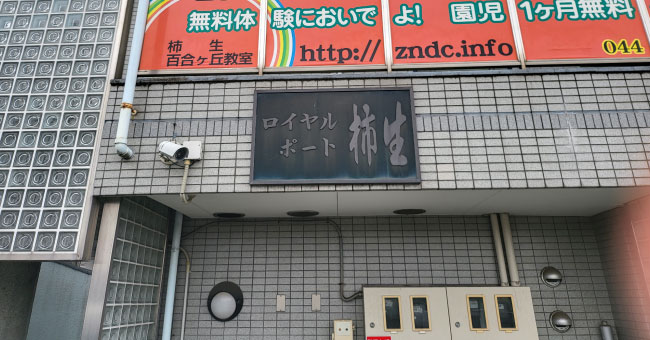 無料体験においでよ! 園児1ヶ月無料
柿生
百合ヶ丘教室
http://zndc.info
044
ロイヤル
ポート
柿生